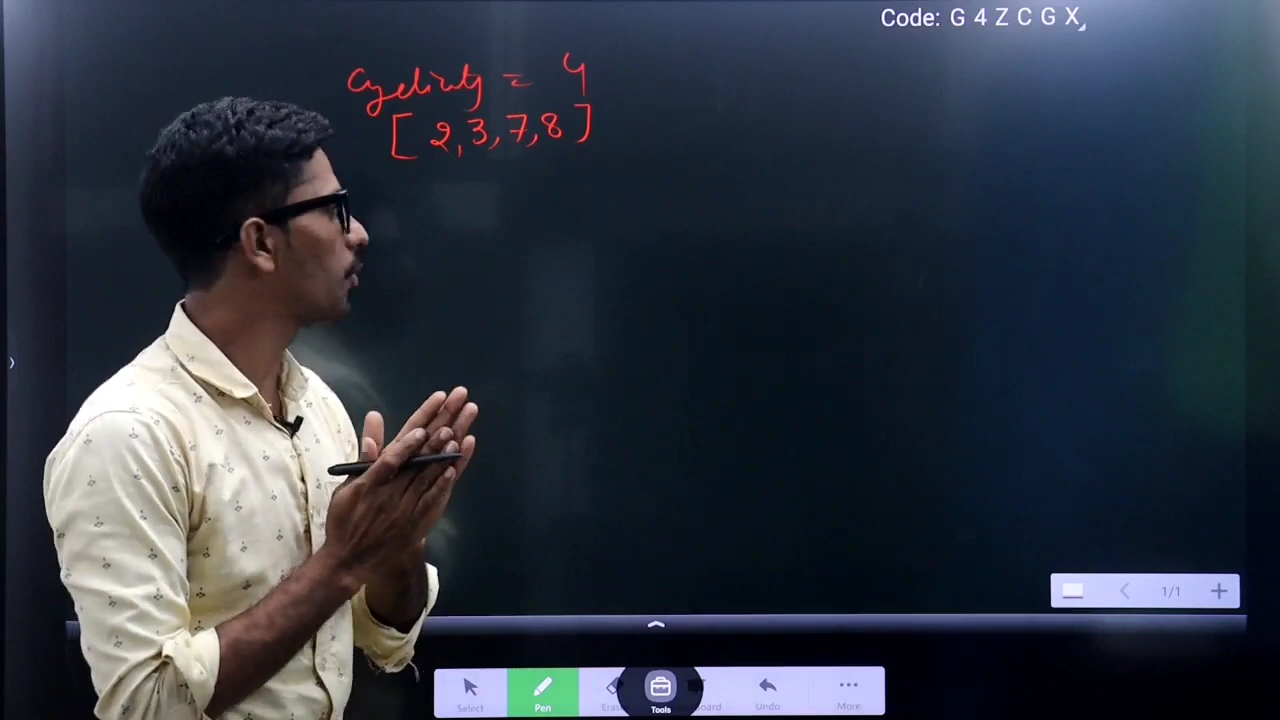 Code: G 4 Z C G X
Cyclicity = 4
[ 2, 3, 7, 8 ]
1/1
Select
Pen
Tools
Undo
More